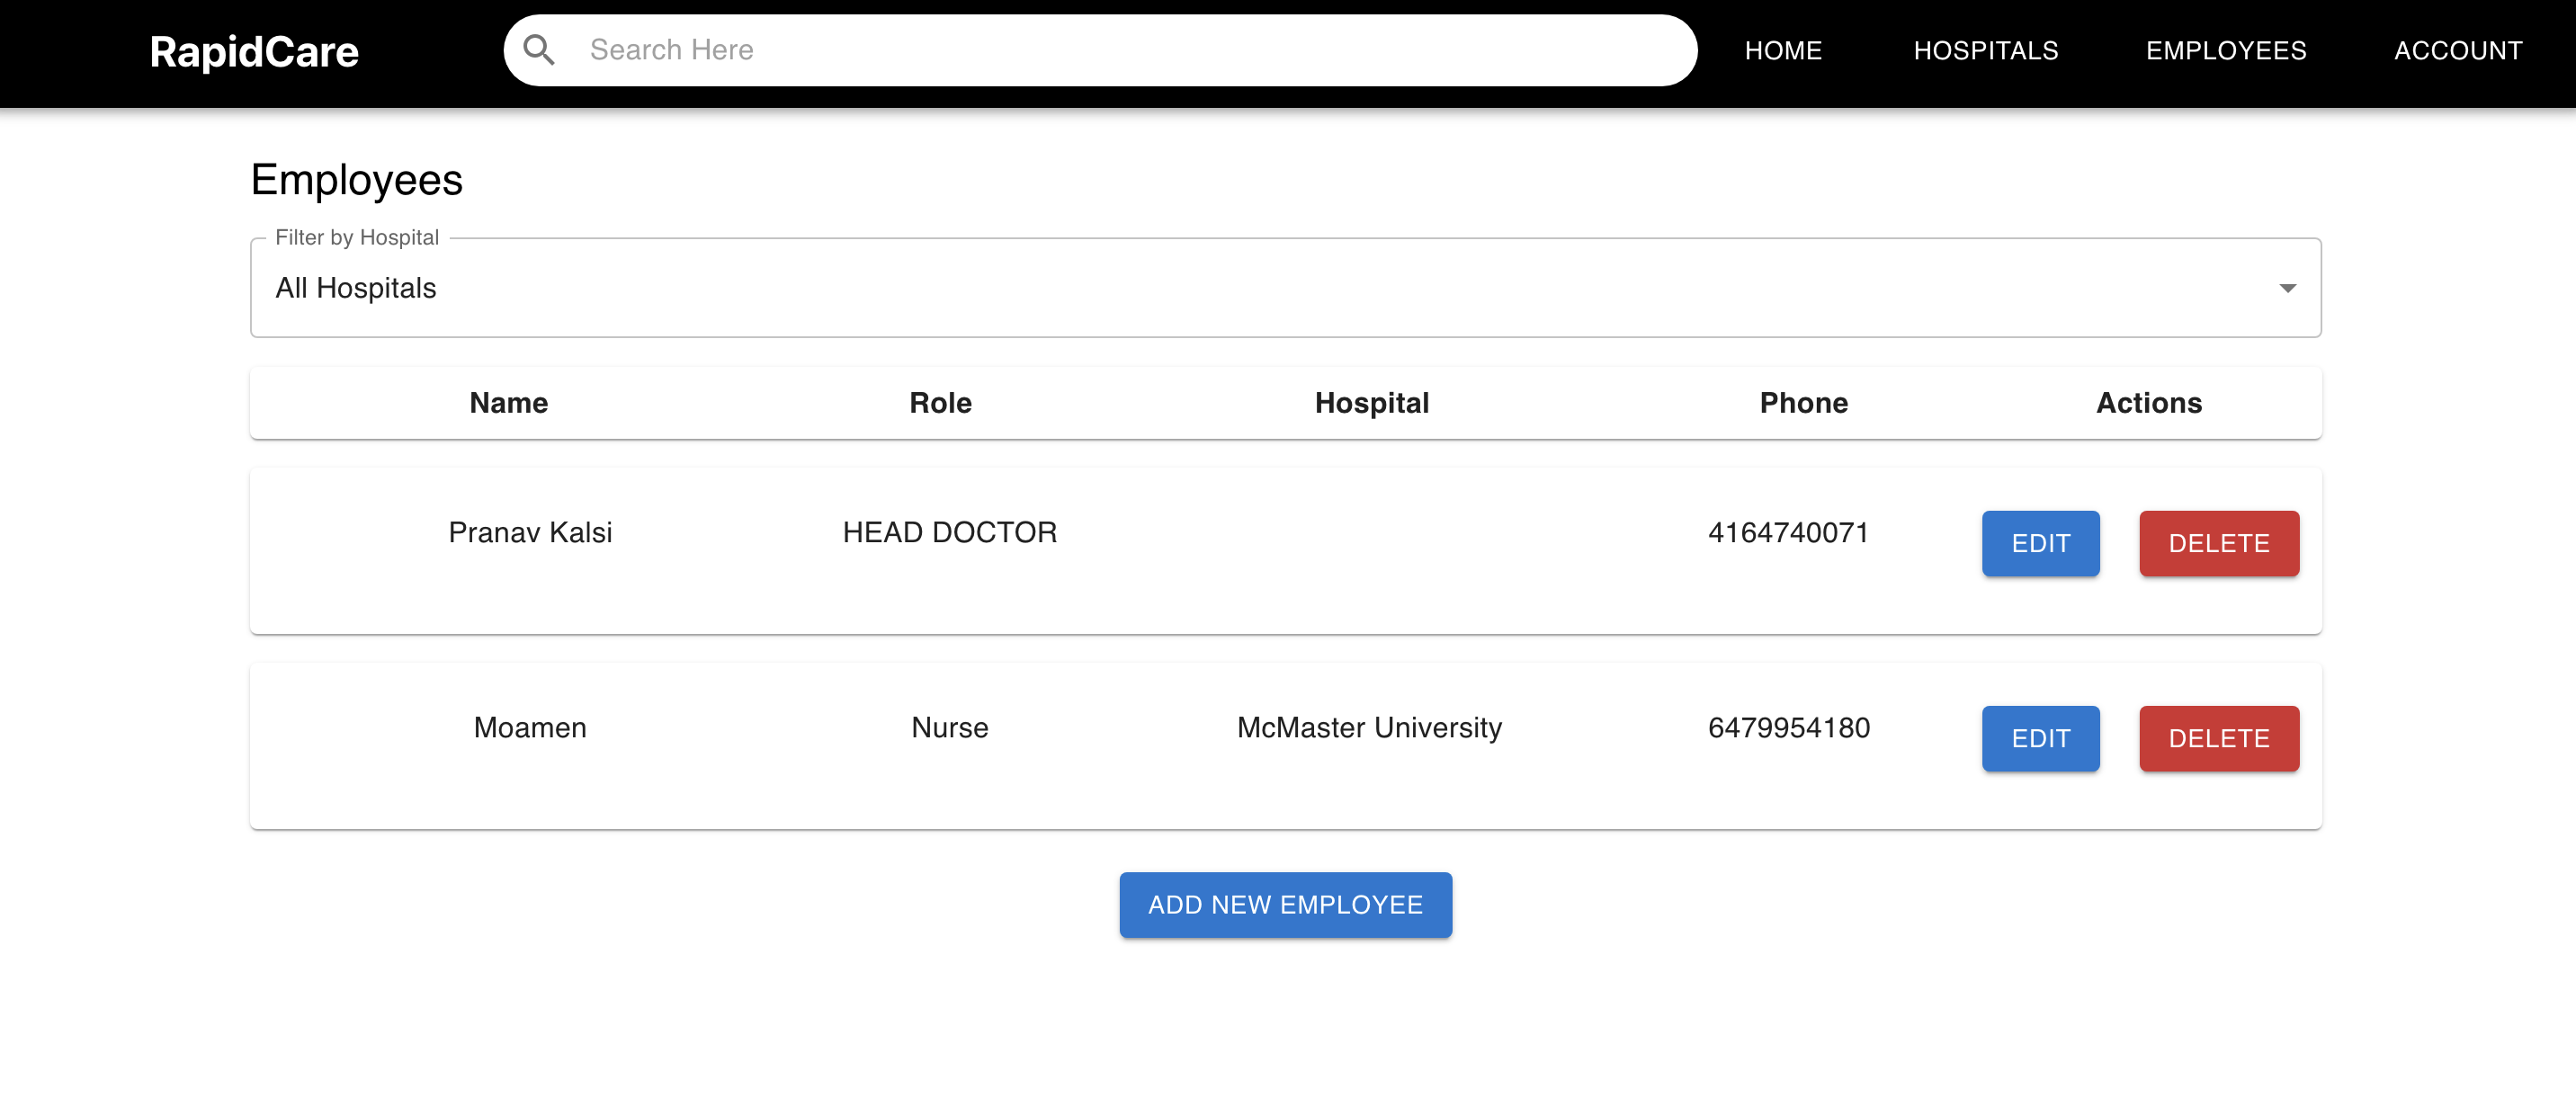 RapidCare Search Here HOME HOSPITALS EMPLOYEES ACCOUNT
Employees
Filter by Hospital
All Hospitals
Name Role Hospital Phone Actions
Pranav Kalsi HEAD DOCTOR 4164740071 EDIT DELETE
Moamen Nurse McMaster University 6479954180 EDIT DELETE
ADD NEW EMPLOYEE